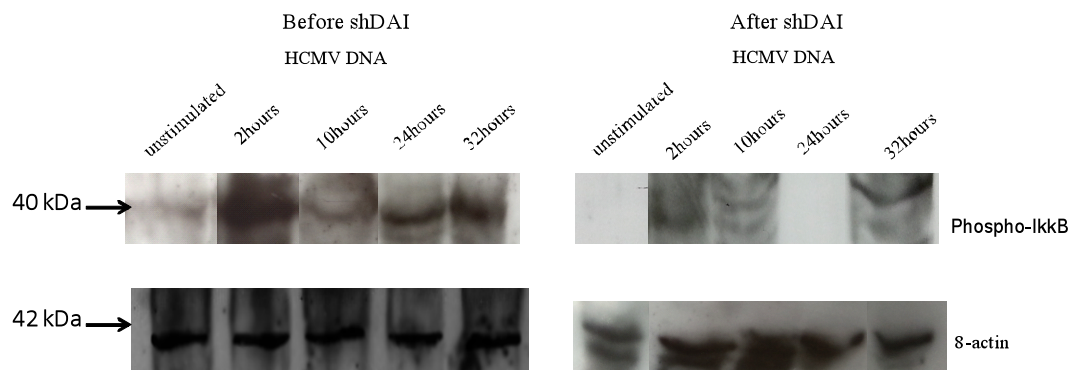 Before shDAI
HCMV DNA
unstimulated
2hours
10hours
24hours
32hours
After shDAI
HCMV DNA
unstimulated
2hours
10hours
24hours
32hours
40 kDa
Phospho-IkkB
42 kDa
8-actin